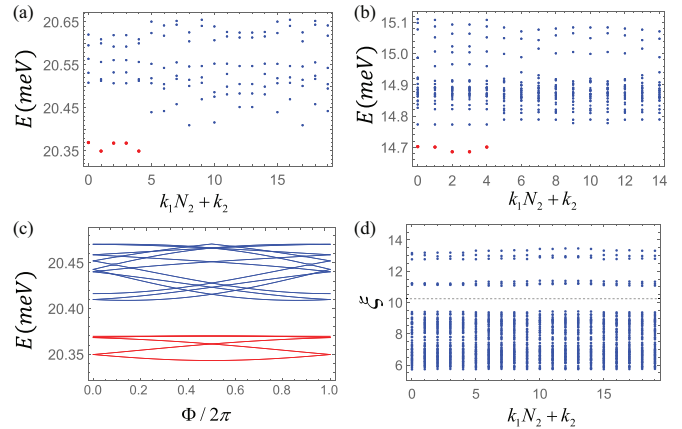 (a)
20.65
20.55
20.45
20.35
E(meV)
0 5 10 15
k₁N₂ + k₂
(b)
15.1
15.0
14.9
14.8
14.7
E(meV)
0 2 4 6 8 10 12 14
k₁N₂ + k₂
(c)
20.45
20.40
20.35
E(meV)
0.0 0.2 0.4 0.6 0.8 1.0
Φ / 2π
(d)
14
12
10
8
6
ξ
0 5 10 15
k₁N₂ + k₂